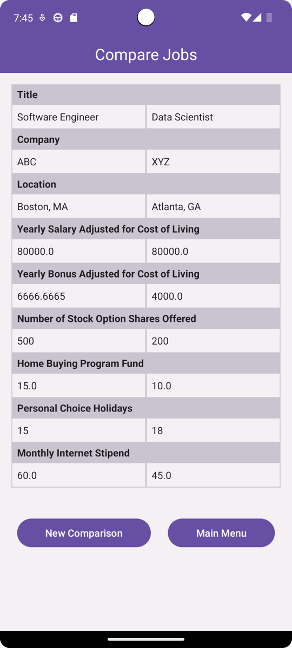 7:45
Compare Jobs
Title
Software Engineer Data Scientist
Company
ABC XYZ
Location
Boston, MA Atlanta, GA
Yearly Salary Adjusted for Cost of Living
80000.0 80000.0
Yearly Bonus Adjusted for Cost of Living
6666.6665 4000.0
Number of Stock Option Shares Offered
500 200
Home Buying Program Fund
15.0 10.0
Personal Choice Holidays
15 18
Monthly Internet Stipend
60.0 45.0
New Comparison Main Menu